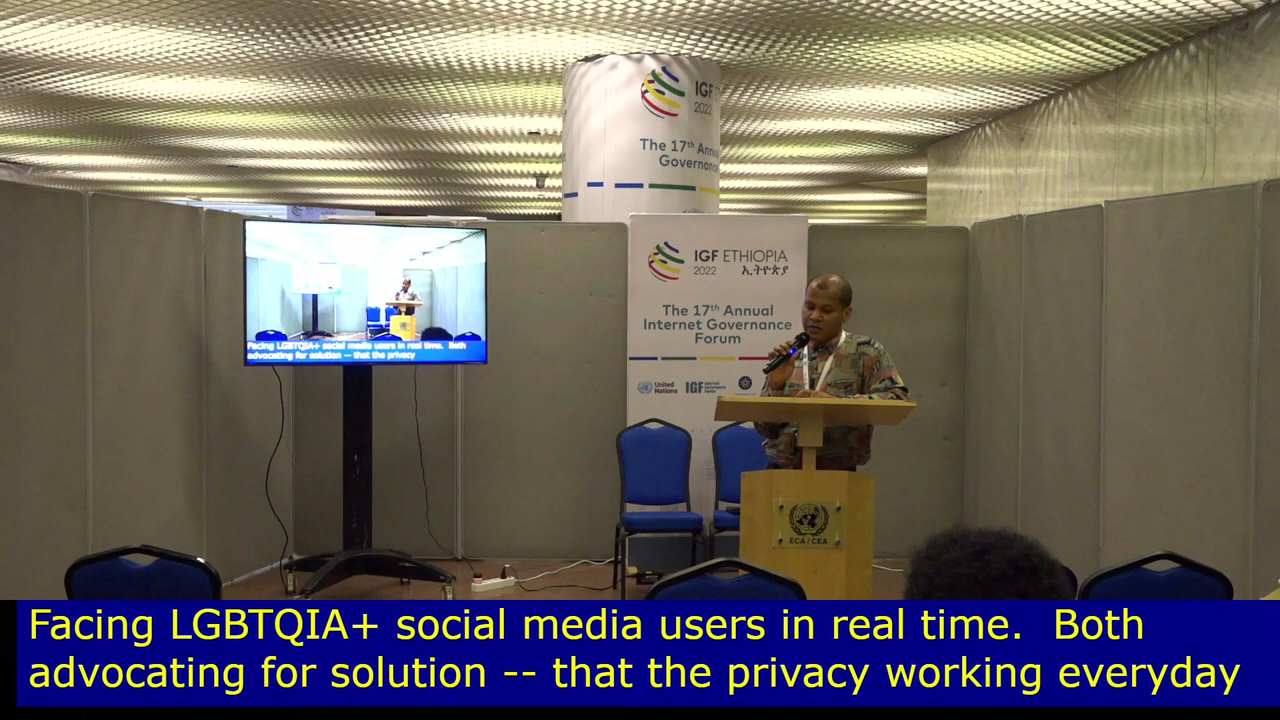 IGF
2022
The 17th Annu
Governanc
IGF ETHIOPIA
2022 ኢትዮጵያ
The 17th Annual
Internet Governance
Forum
United
Nations
IGF
Facing LGBTQIA+ social media users in real time. Both
advocating for solution -- that the privacy
ECA / CEA
Facing LGBTQIA+ social media users in real time. Both
advocating for solution -- that the privacy working everyday